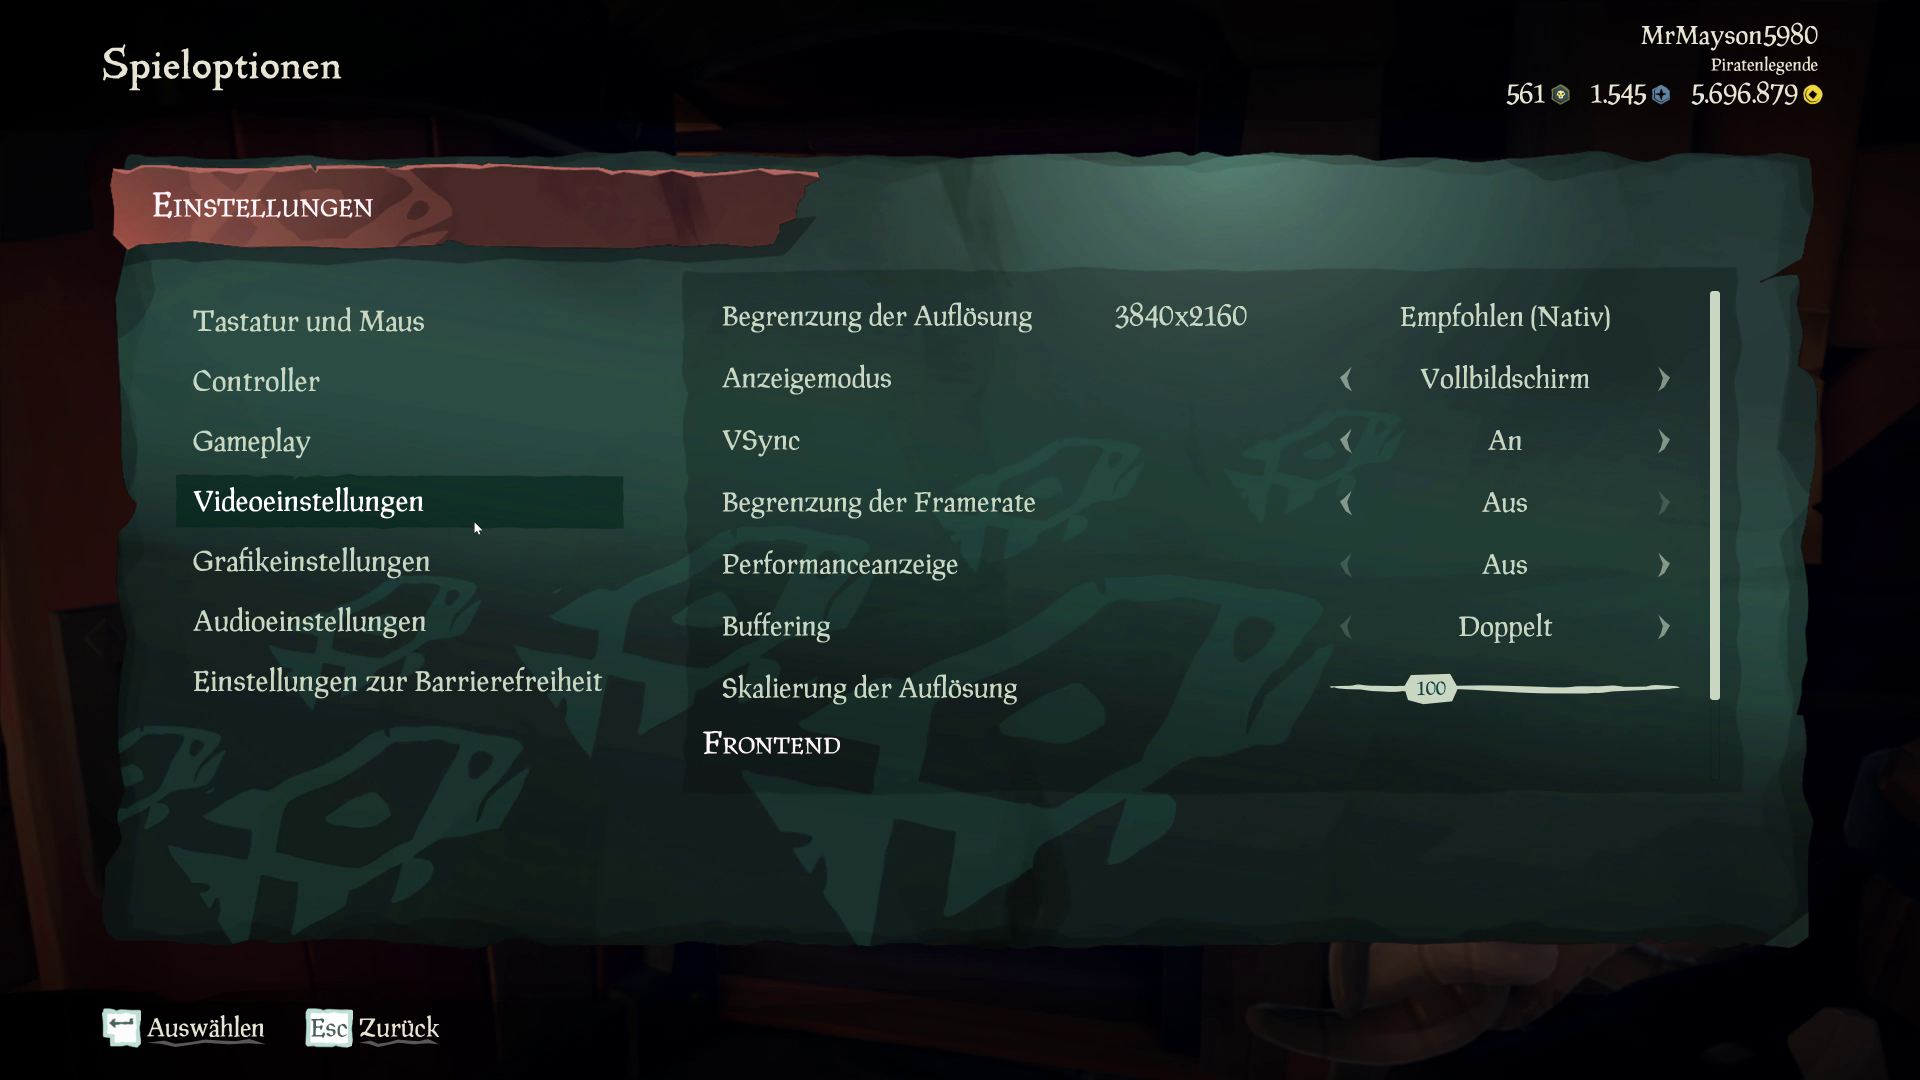 Spieloptionen
MrMayson5980
Piratenlegende
561 1.545 5.696.879
Einstellungen
Tastatur und Maus
Controller
Gameplay
Videoeinstellungen
Grafikeinstellungen
Audioeinstellungen
Einstellungen zur Barrierefreiheit
Begrenzung der Auflösung 3840x2160 Empfohlen (Nativ)
Anzeigemodus Vollbildschirm
VSync An
Begrenzung der Framerate Aus
Performanceanzeige Aus
Buffering Doppelt
Skalierung der Auflösung 100
Frontend
Auswählen Esc Zurück